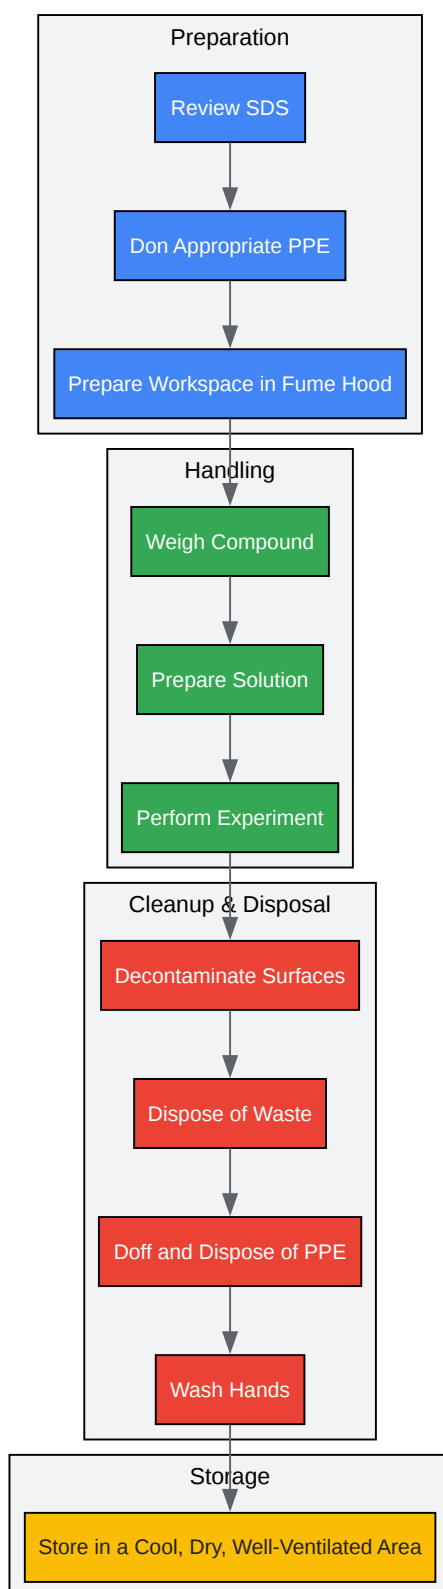 Preparation
Review SDS
Don Appropriate PPE
Prepare Workspace in Fume Hood
Handling
Weigh Compound
Prepare Solution
Perform Experiment
Cleanup & Disposal
Decontaminate Surfaces
Dispose of Waste
Doff and Dispose of PPE
Wash Hands
Storage
Store in a Cool, Dry, Well-Ventilated Area